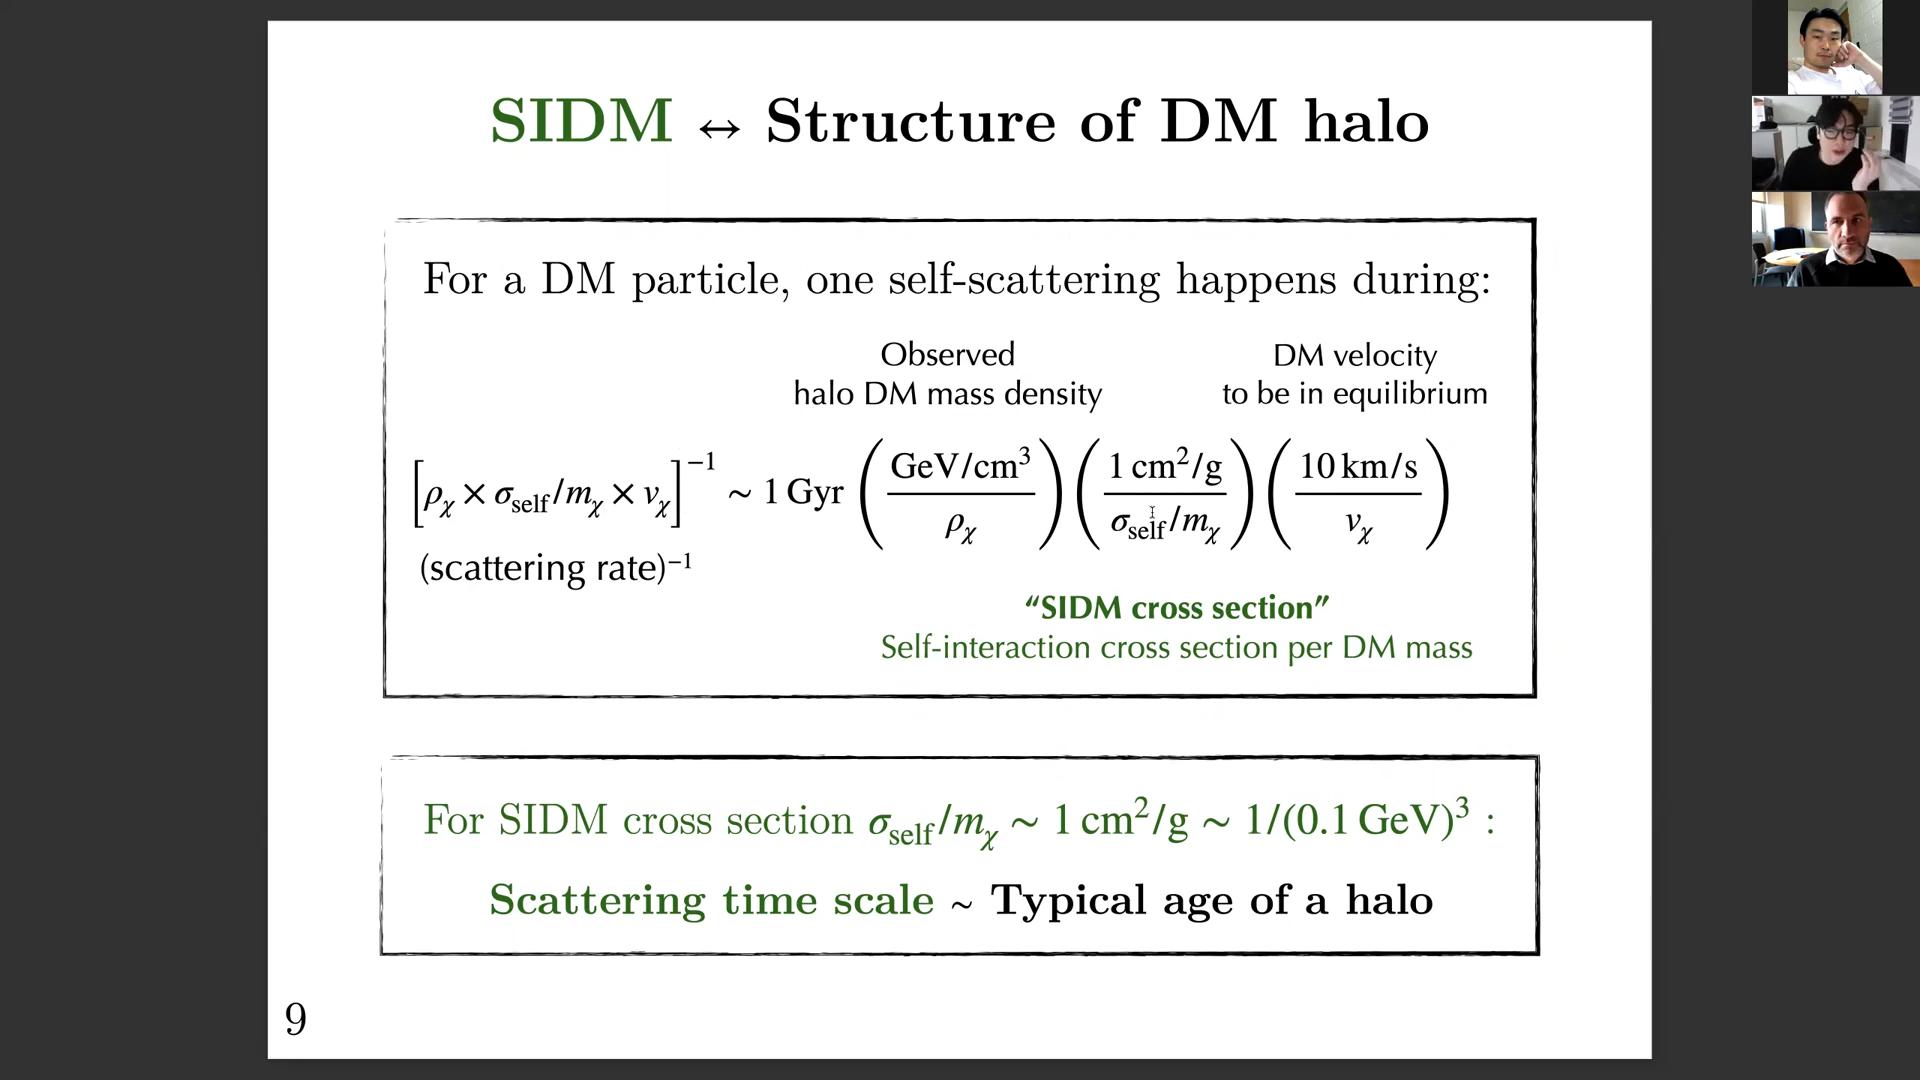 SIDM ↔ Structure of DM halo
For a DM particle, one self-scattering happens during:
Observed
halo DM mass density
DM velocity
to be in equilibrium
[ρχ × σself/mχ × vχ]⁻¹ ~ 1 Gyr (GeV/cm³ / ρχ) (1 cm²/g / σself/mχ) (10 km/s / vχ)
(scattering rate)⁻¹
“SIDM cross section”
Self-interaction cross section per DM mass
For SIDM cross section σself/mχ ~ 1 cm²/g ~ 1/(0.1 GeV)³ :
Scattering time scale ~ Typical age of a halo
9